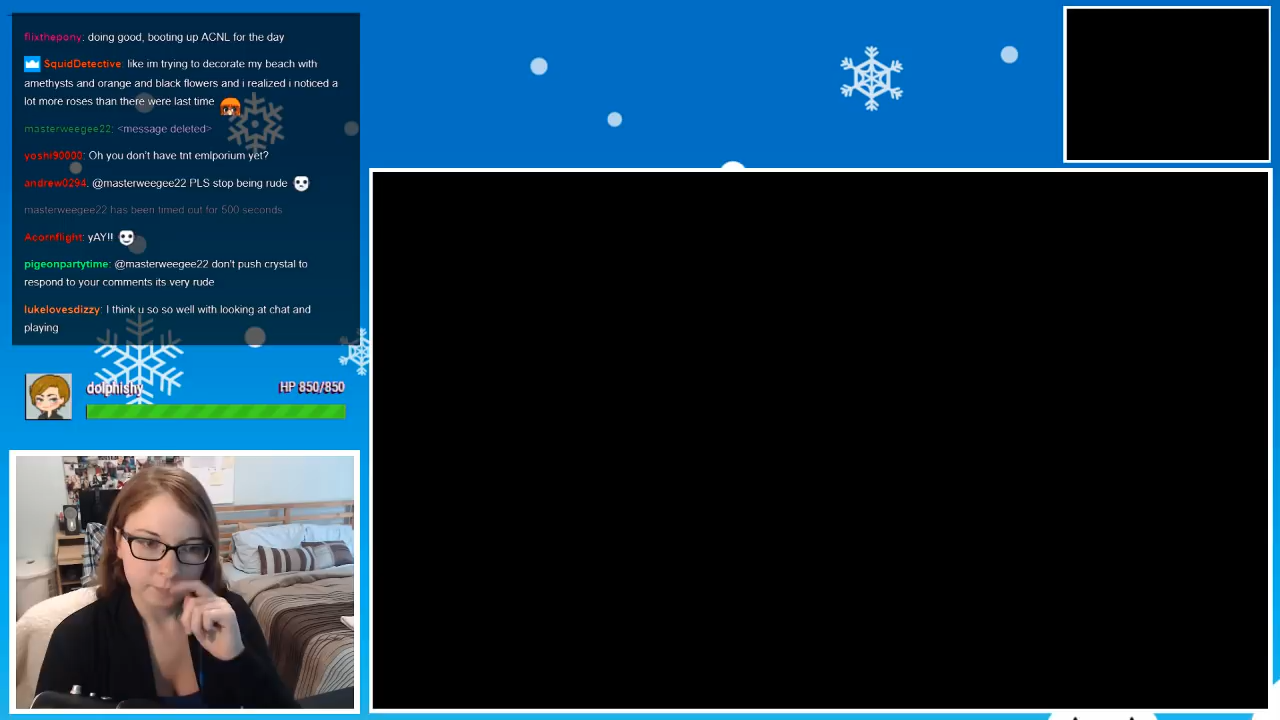 flixthepony: doing good, booting up ACNL for the day
SquidDetective: like im trying to decorate my beach with
amethysts and orange and black flowers and i realized i noticed a
lot more roses than there were last time
masterweegee22: <message deleted>
yoshi90000: Oh you don't have tnt emlporium yet?
andrew0294: @masterweegee22 PLS stop being rude
masterweegee22 has been timed out for 500 seconds
Acornflight: yAY!!
pigeonpartytime: @masterweegee22 don't push crystal to
respond to your comments its very rude
lukelovesdizzy: I think u so so well with looking at chat and
playing
dolphishy HP 850/850